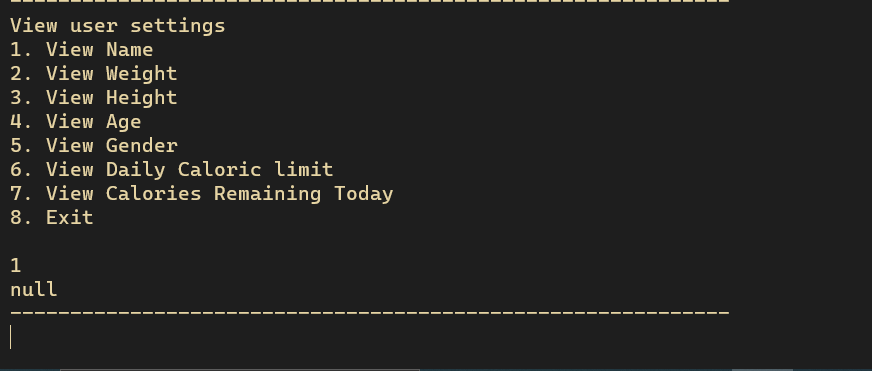 ------------------------------------------------------------
View user settings
1. View Name
2. View Weight
3. View Height
4. View Age
5. View Gender
6. View Daily Caloric limit
7. View Calories Remaining Today
8. Exit
1
null
------------------------------------------------------------